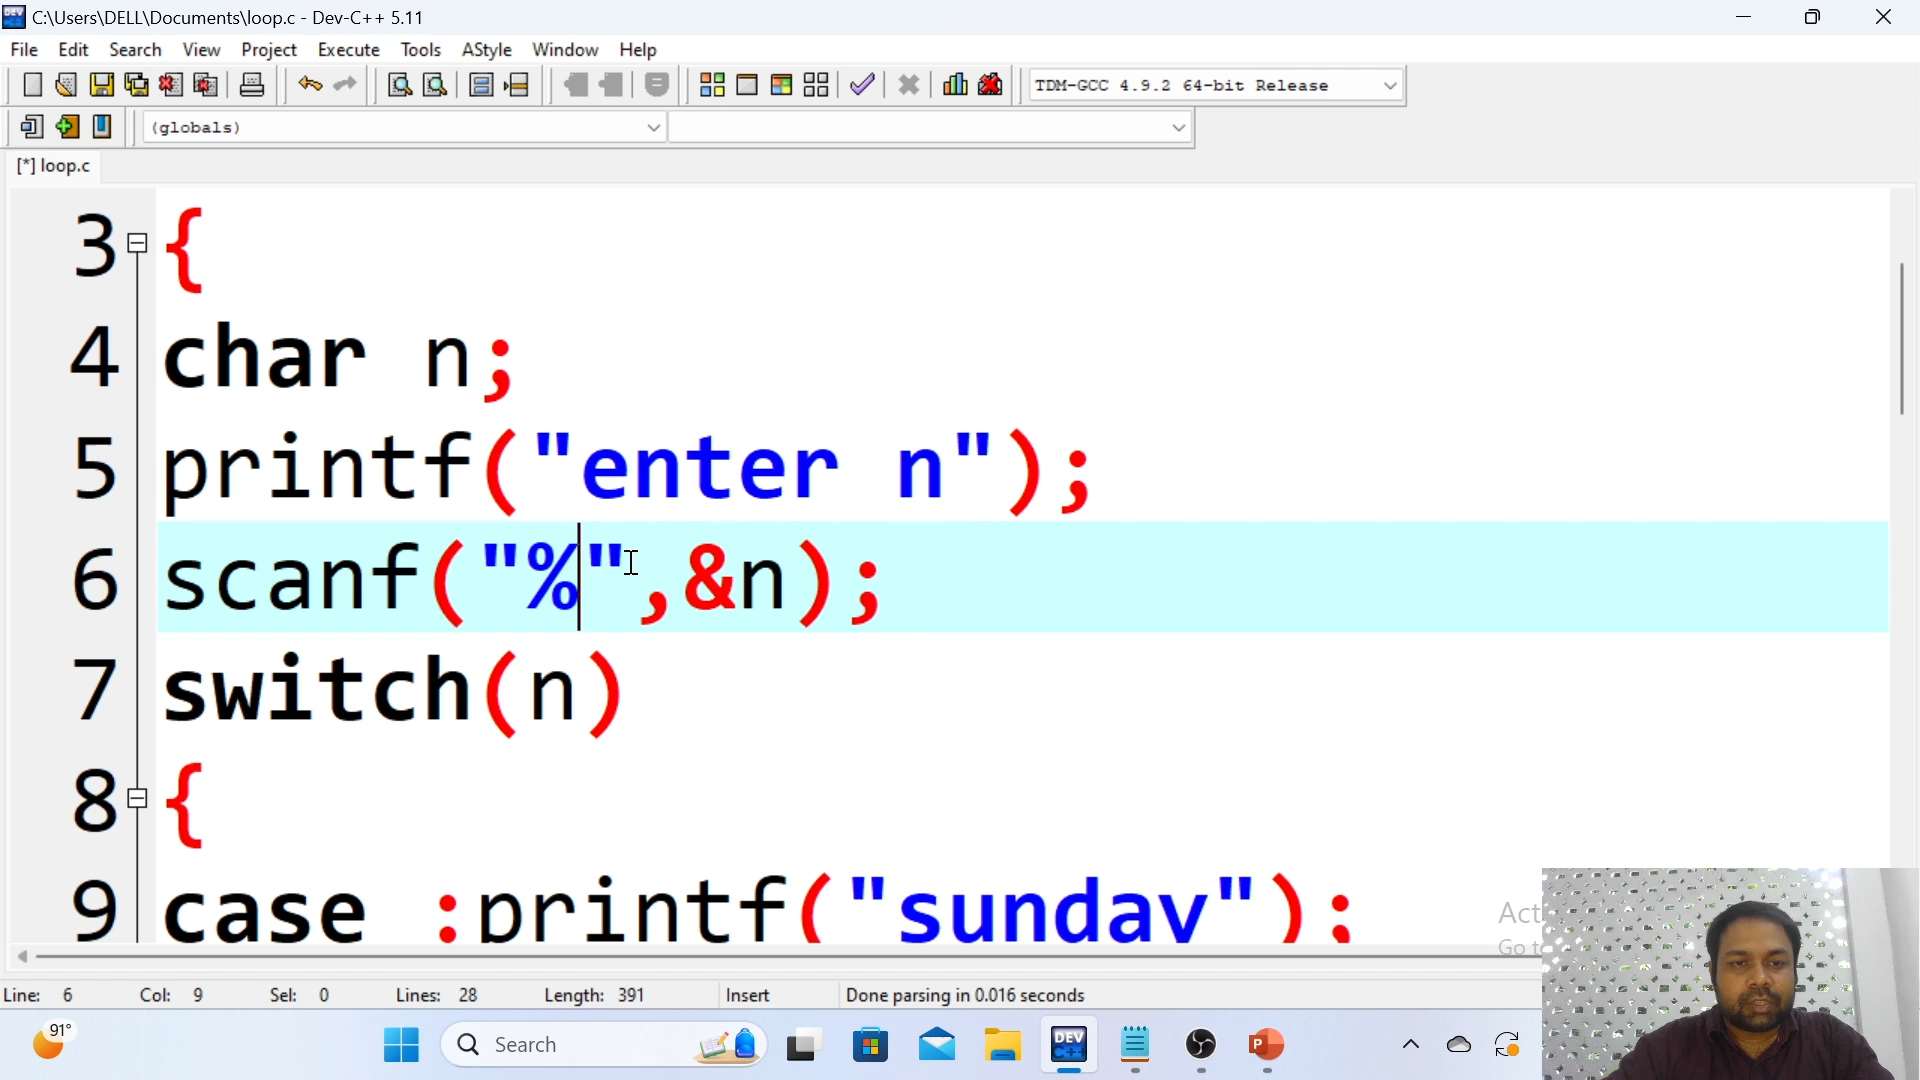 C:\Users\DELL\Documents\loop.c - Dev-C++ 5.11
File Edit Search View Project Execute Tools AStyle Window Help
TDM-GCC 4.9.2 64-bit Release
(globals)
[*] loop.c
3 {
4 char n;
5 printf("enter n");
6 scanf("%",&n);
7 switch(n)
8 {
9 case :printf("sunday");
Line: 6 Col: 9 Sel: 0 Lines: 28 Length: 391 Insert Done parsing in 0.016 seconds
91°
Search
DEV C++
P